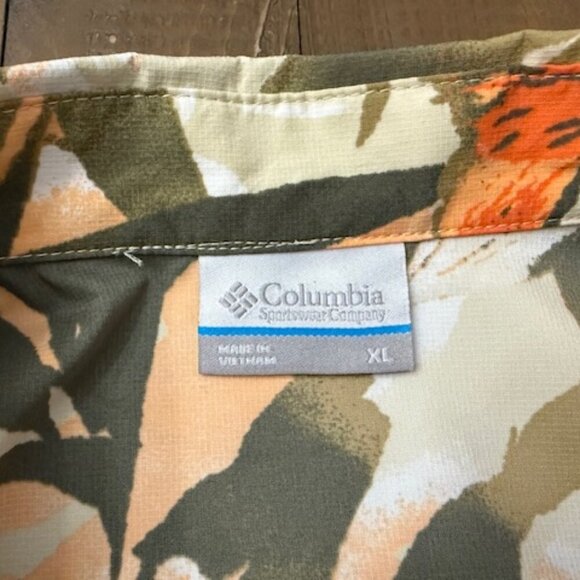 Columbia
Sportswear Company
MADE IN
VIETNAM
XL